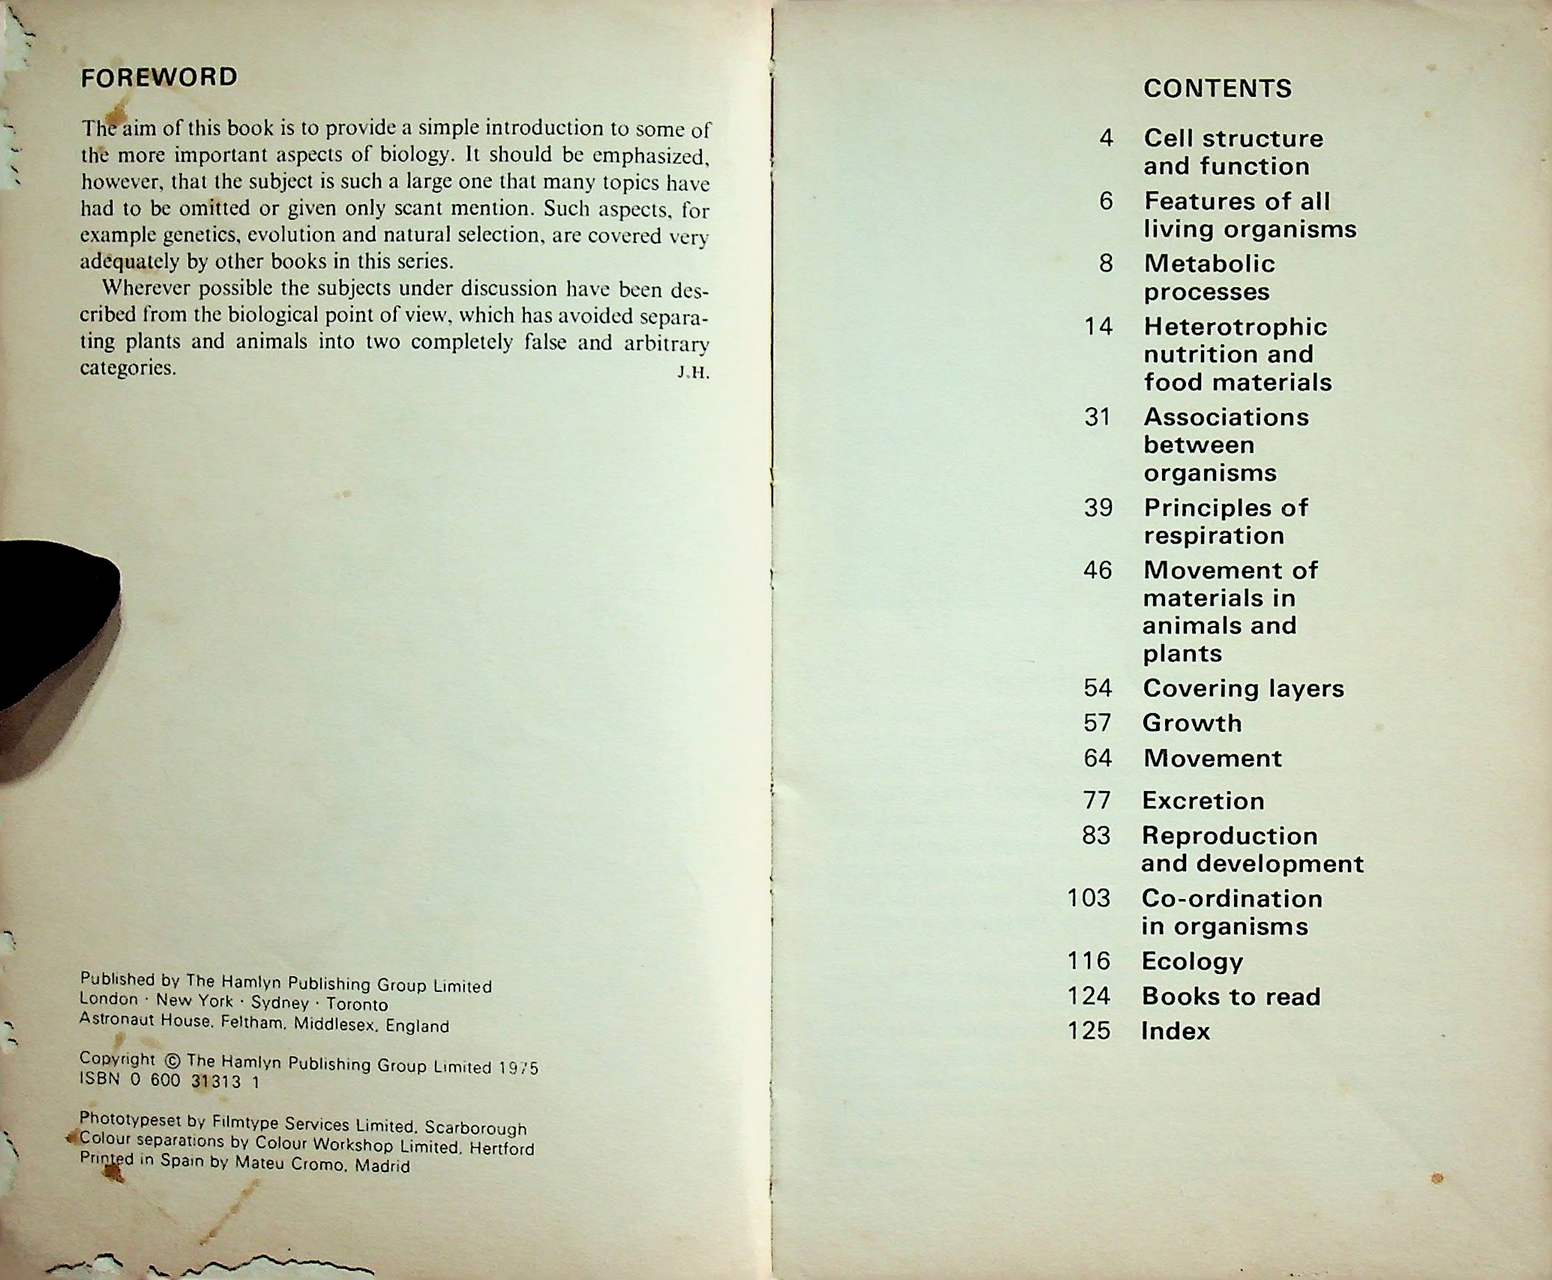 FOREWORD
The aim of this book is to provide a simple introduction to some of
the more important aspects of biology. It should be emphasized,
however, that the subject is such a large one that many topics have
had to be omitted or given only scant mention. Such aspects, for
example genetics, evolution and natural selection, are covered very
adequately by other books in this series.
Wherever possible the subjects under discussion have been des-
cribed from the biological point of view, which has avoided separa-
ting plants and animals into two completely false and arbitrary
categories. J.H.
Published by The Hamlyn Publishing Group Limited
London · New York · Sydney · Toronto
Astronaut House, Feltham, Middlesex, England
Copyright © The Hamlyn Publishing Group Limited 1975
ISBN 0 600 31313 1
Phototypeset by Filmtype Services Limited, Scarborough
Colour separations by Colour Workshop Limited, Hertford
Printed in Spain by Mateu Cromo, Madrid
CONTENTS
4 Cell structure
and function
6 Features of all
living organisms
8 Metabolic
processes
14 Heterotrophic
nutrition and
food materials
31 Associations
between
organisms
39 Principles of
respiration
46 Movement of
materials in
animals and
plants
54 Covering layers
57 Growth
64 Movement
77 Excretion
83 Reproduction
and development
103 Co-ordination
in organisms
116 Ecology
124 Books to read
125 Index